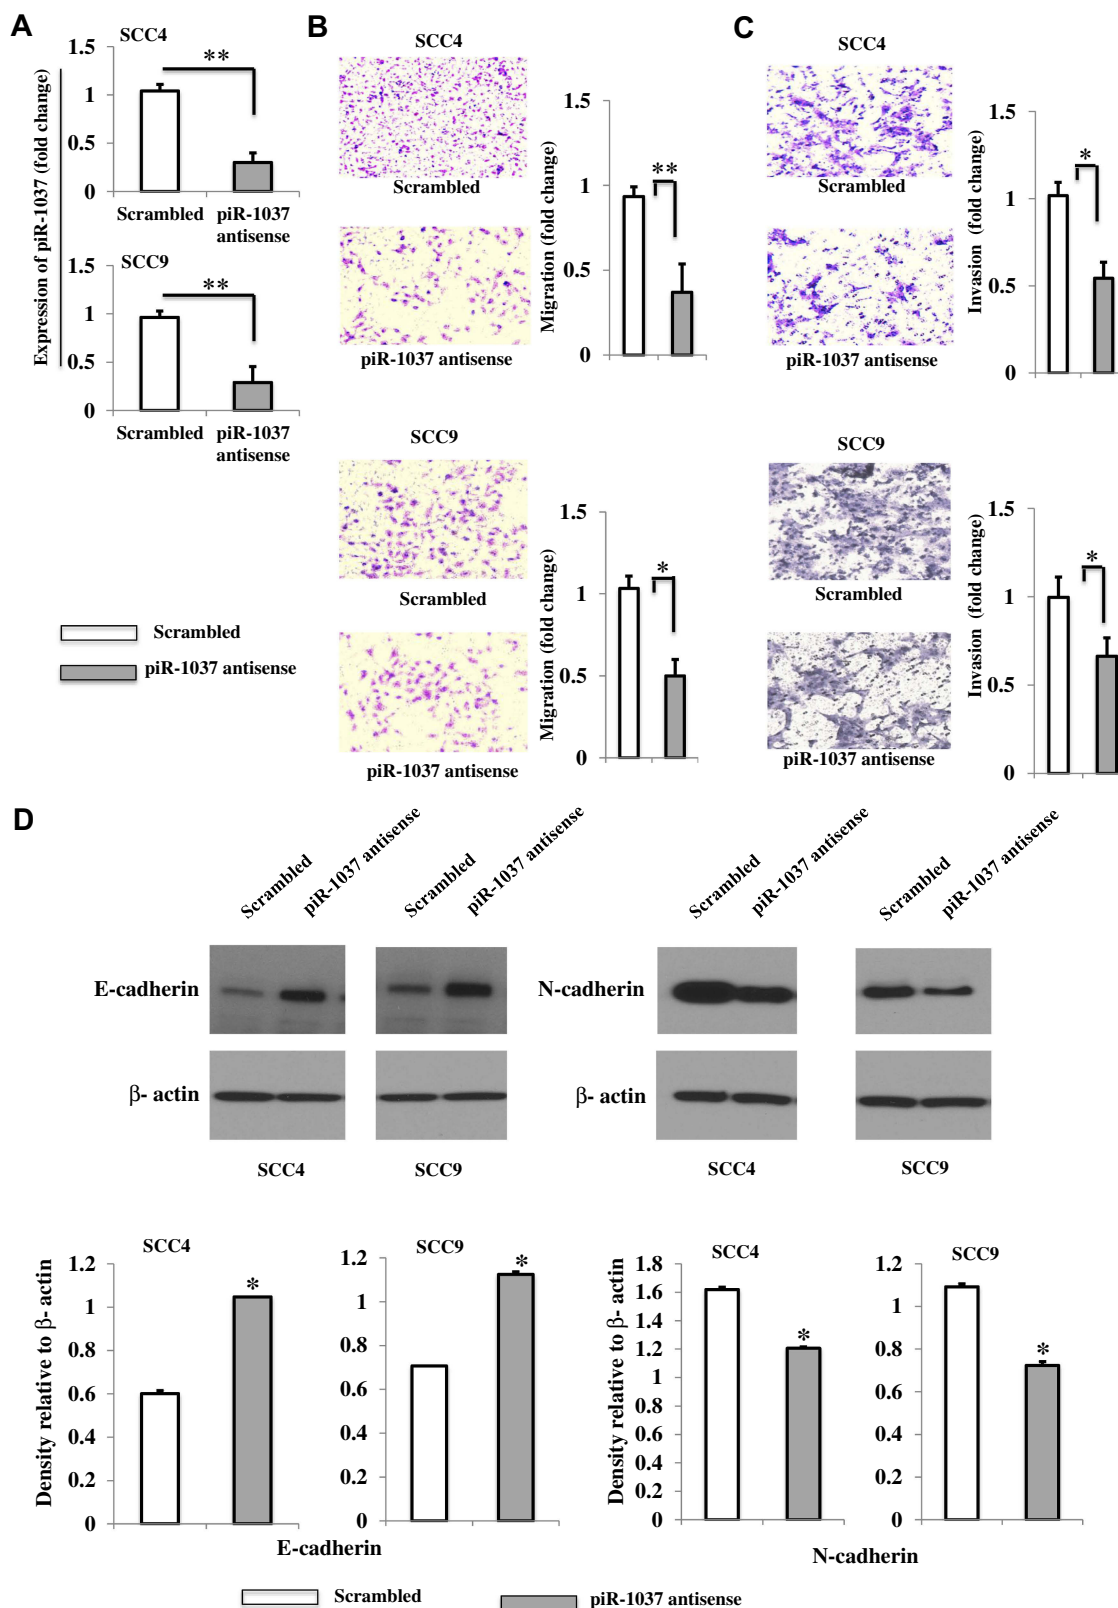 A
SCC4
Expression of piR-1037 (fold change)
1.5
1
0.5
0
**
Scrambled
piR-1037
antisense
SCC9
1.5
1
0.5
0
**
Scrambled
piR-1037
antisense
Scrambled
piR-1037 antisense
B
SCC4
Scrambled
piR-1037 antisense
Migration (fold change)
1.5
1
0.5
0
**
SCC9
Scrambled
piR-1037 antisense
Migration (fold change)
1.5
1
0.5
0
*
C
SCC4
Scrambled
piR-1037 antisense
Invasion (fold change)
1.5
1
0.5
0
*
SCC9
Scrambled
piR-1037 antisense
Invasion (fold change)
1.5
1
0.5
0
*
D
Scrambled
piR-1037 antisense
Scrambled
piR-1037 antisense
Scrambled
piR-1037 antisense
Scrambled
piR-1037 antisense
E-cadherin
N-cadherin
β- actin
β- actin
SCC4
SCC9
SCC4
SCC9
Density relative to β- actin
SCC4
1.2
1
0.8
0.6
0.4
0.2
0
*
SCC9
1.2
1
0.8
0.6
0.4
0.2
0
*
E-cadherin
Density relative to β- actin
SCC4
1.8
1.6
1.4
1.2
1
1.2
0.8
0.6
0.4
0.2
0
*
SCC9
1.2
1
0.8
0.6
0.4
0.2
0
*
N-cadherin
Scrambled
piR-1037 antisense